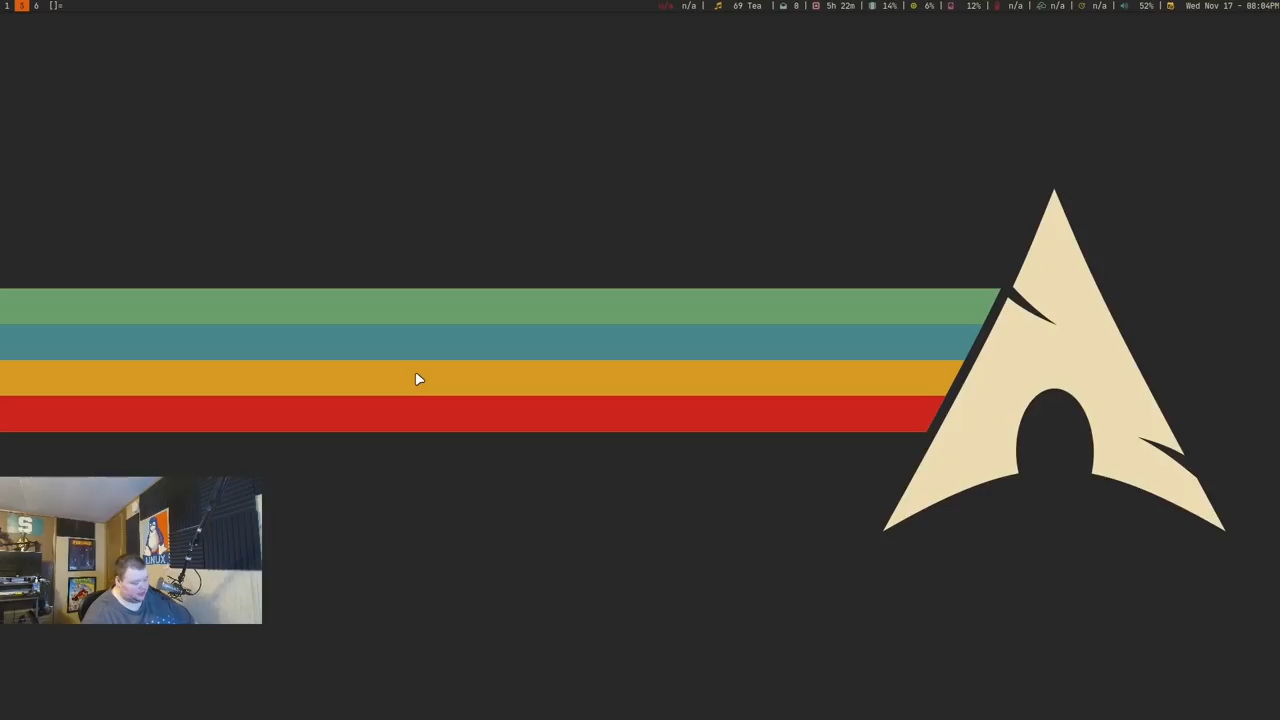 1 5 6 []= n/a n/a | 69 Tea | 0 | 5h 22m | 14% | 6% | 12% | n/a | n/a | n/a | 52% | Wed Nov 17 - 08:04PM
S
LINUX